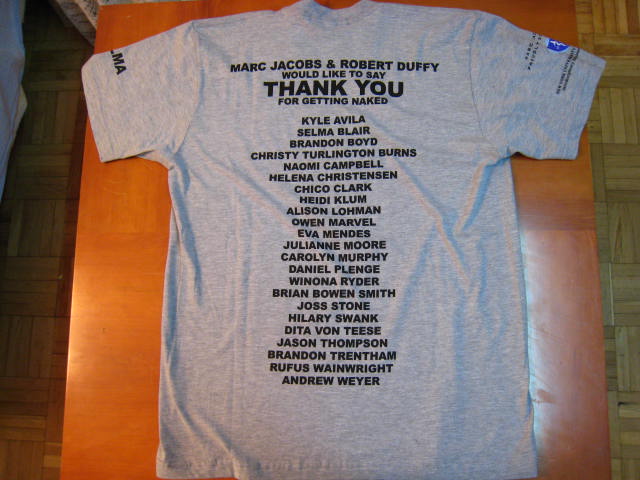 MARC JACOBS & ROBERT DUFFY
WOULD LIKE TO SAY
THANK YOU
FOR GETTING NAKED
KYLE AVILA
SELMA BLAIR
BRANDON BOYD
CHRISTY TURLINGTON BURNS
NAOMI CAMPBELL
HELENA CHRISTENSEN
CHICO CLARK
HEIDI KLUM
ALISON LOHMAN
OWEN MARVEL
EVA MENDES
JULIANNE MOORE
CAROLYN MURPHY
DANIEL PLENGE
WINONA RYDER
BRIAN BOWEN SMITH
JOSS STONE
HILARY SWANK
DITA VON TEESE
JASON THOMPSON
BRANDON TRENTHAM
RUFUS WAINWRIGHT
ANDREW WEYER
LMA
MARC